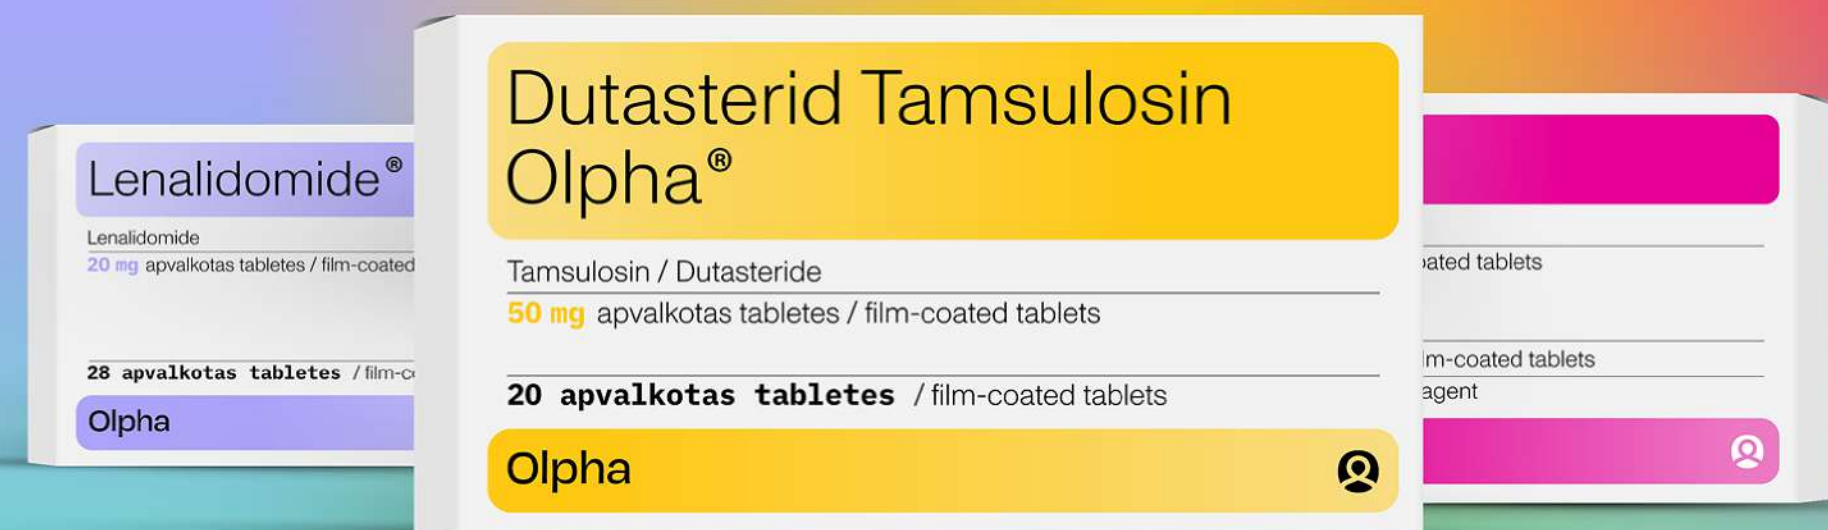 Lenalidomide®
Lenalidomide
20 mg apvalkotas tabletes / film-coated
28 apvalkotas tabletes / film-c
Olpha
Dutasterid Tamsulosin
Olpha®
Tamsulosin / Dutasteride
50 mg apvalkotas tabletes / film-coated tablets
20 apvalkotas tabletes / film-coated tablets
Olpha
ated tablets
lm-coated tablets
agent